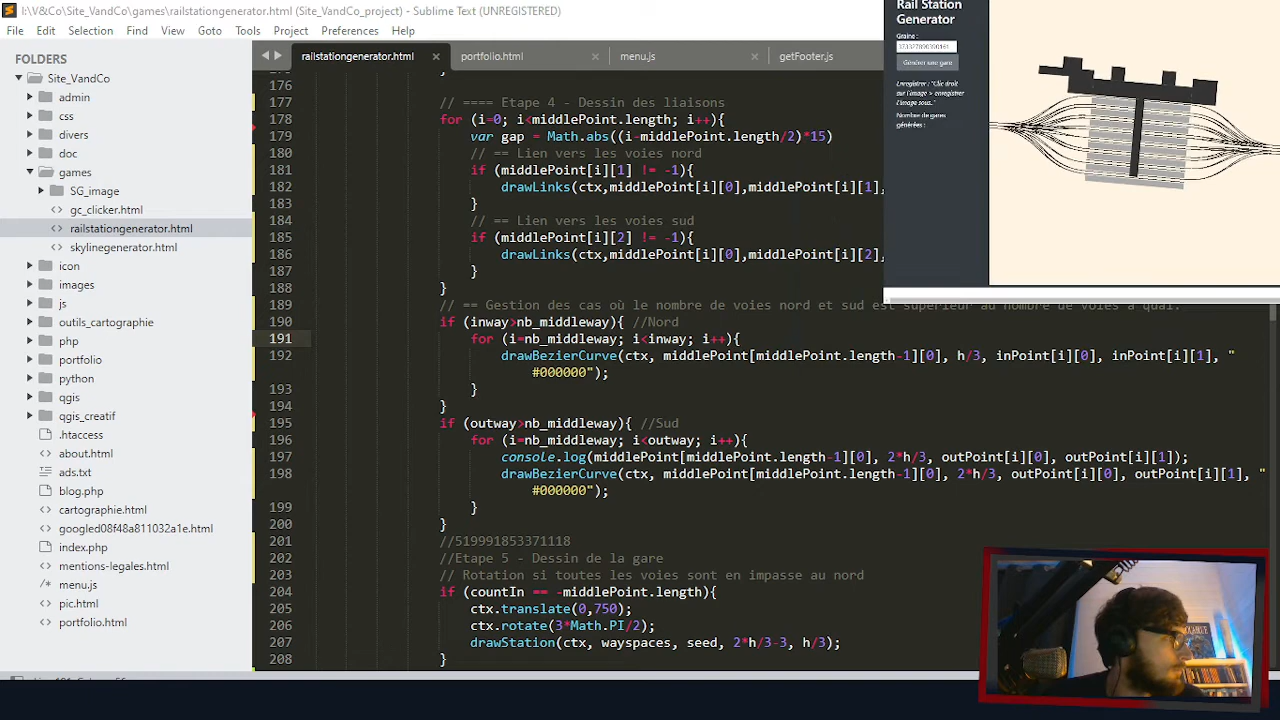 I:\V&Co\Site_VandCo\games\railstationgenerator.html (Site_VandCo_project) - Sublime Text (UNREGISTERED)
File Edit Selection Find View Goto Tools Project Preferences Help
FOLDERS
Site_VandCo
admin
css
divers
doc
games
SG_image
gc_clicker.html
railstationgenerator.html
skylinegenerator.html
icon
images
js
outils_cartographie
php
portfolio
python
qgis
qgis_creatif
.htaccess
about.html
ads.txt
blog.php
cartographie.html
googled08f48a811032a1e.html
index.php
mentions-legales.html
menu.js
pic.html
portfolio.html
railstationgenerator.html × portfolio.html × menu.js × getFooter.js
176 }
177 // ==== Etape 4 - Dessin des liaisons
178 for (i=0; i<middlePoint.length; i++){
179 var gap = Math.abs((i-middlePoint.length/2)*15)
180 // == Lien vers les voies nord
181 if (middlePoint[i][1] != -1){
182 drawLinks(ctx,middlePoint[i][0],middlePoint[i][1],
183 }
184 // == Lien vers les voies sud
185 if (middlePoint[i][2] != -1){
186 drawLinks(ctx,middlePoint[i][0],middlePoint[i][2],
187 }
188 }
189 // == Gestion des cas où le nombre de voies nord et sud est supérieur au nombre de voies à quai.
190 if (inway>nb_middleway){ //Nord
191 for (i=nb_middleway; i<inway; i++){
192 drawBezierCurve(ctx, middlePoint[middlePoint.length-1][0], h/3, inPoint[i][0], inPoint[i][1], "
#000000");
193 }
194 }
195 if (outway>nb_middleway){ //Sud
196 for (i=nb_middleway; i<outway; i++){
197 console.log(middlePoint[middlePoint.length-1][0], 2*h/3, outPoint[i][0], outPoint[i][1]);
198 drawBezierCurve(ctx, middlePoint[middlePoint.length-1][0], 2*h/3, outPoint[i][0], outPoint[i][1], "
#000000");
199 }
200 }
201 //519991853371118
202 //Etape 5 - Dessin de la gare
203 // Rotation si toutes les voies sont en impasse au nord
204 if (countIn == -middlePoint.length){
205 ctx.translate(0,750);
206 ctx.rotate(3*Math.PI/2);
207 drawStation(ctx, wayspaces, seed, 2*h/3-3, h/3);
208 }
Rail Station
Generator
Graine :
Générer une gare
Enregistrer : "Clic droit
sur l'image > enregistrer
l'image sous.."
Nombre de gares
générées :